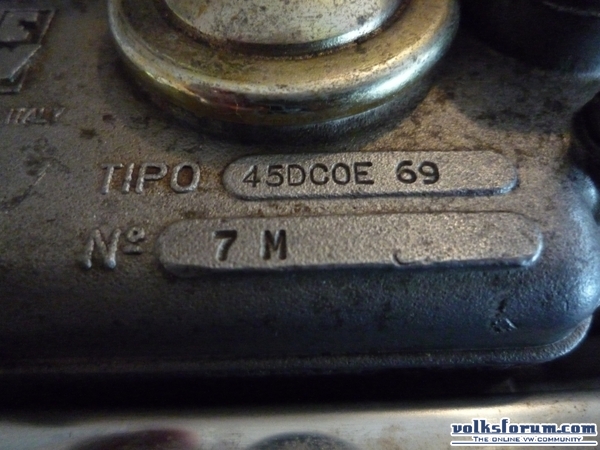 ITALY
TIPO 45DCOE 69
Nº 7 M
volksforum.com
THE ONLINE VW COMMUNITY